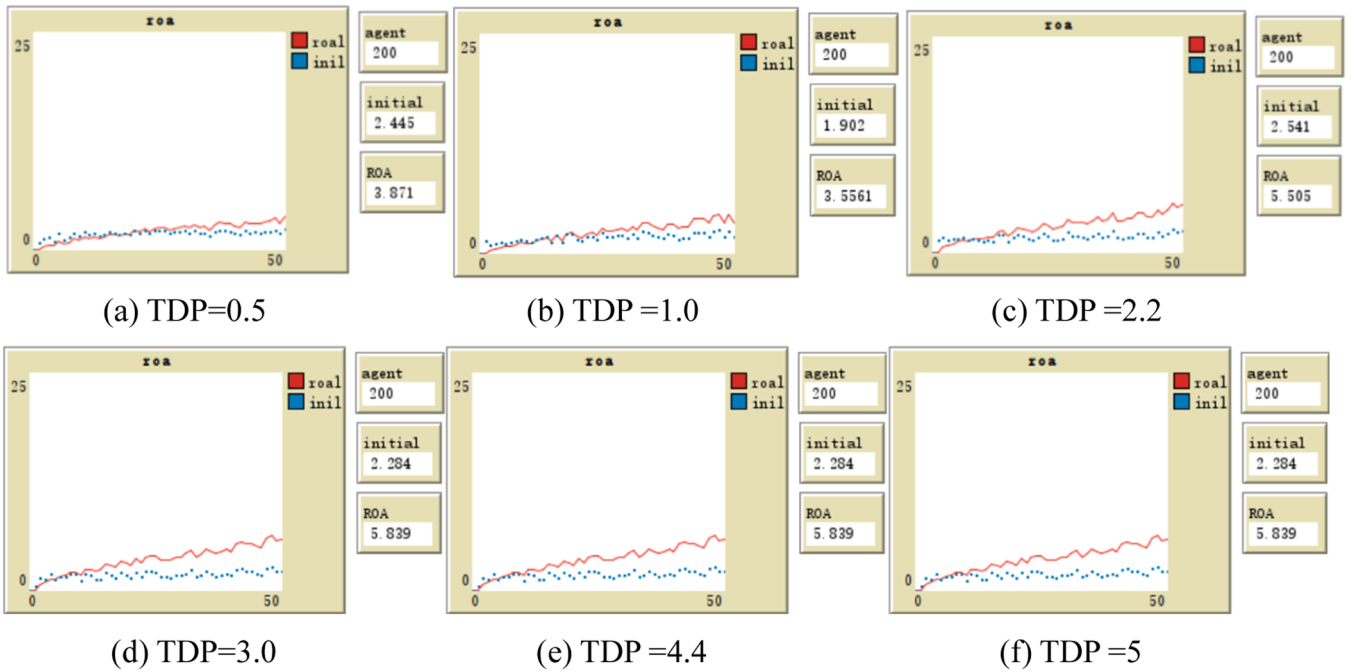 roa
25
roal
inil
0
0
50
agent
200
initial
2.445
ROA
3.871
(a) TDP=0.5
roa
25
roal
inil
0
0
50
agent
200
initial
1.902
ROA
3.5561
(b) TDP =1.0
roa
25
roal
inil
0
0
50
agent
200
initial
2.541
ROA
5.505
(c) TDP =2.2
roa
25
roal
inil
0
0
50
agent
200
initial
2.284
ROA
5.839
(d) TDP=3.0
roa
25
roal
inil
0
0
50
agent
200
initial
2.284
ROA
5.839
(e) TDP =4.4
roa
25
roal
inil
0
0
50
agent
200
initial
2.284
ROA
5.839
(f) TDP =5